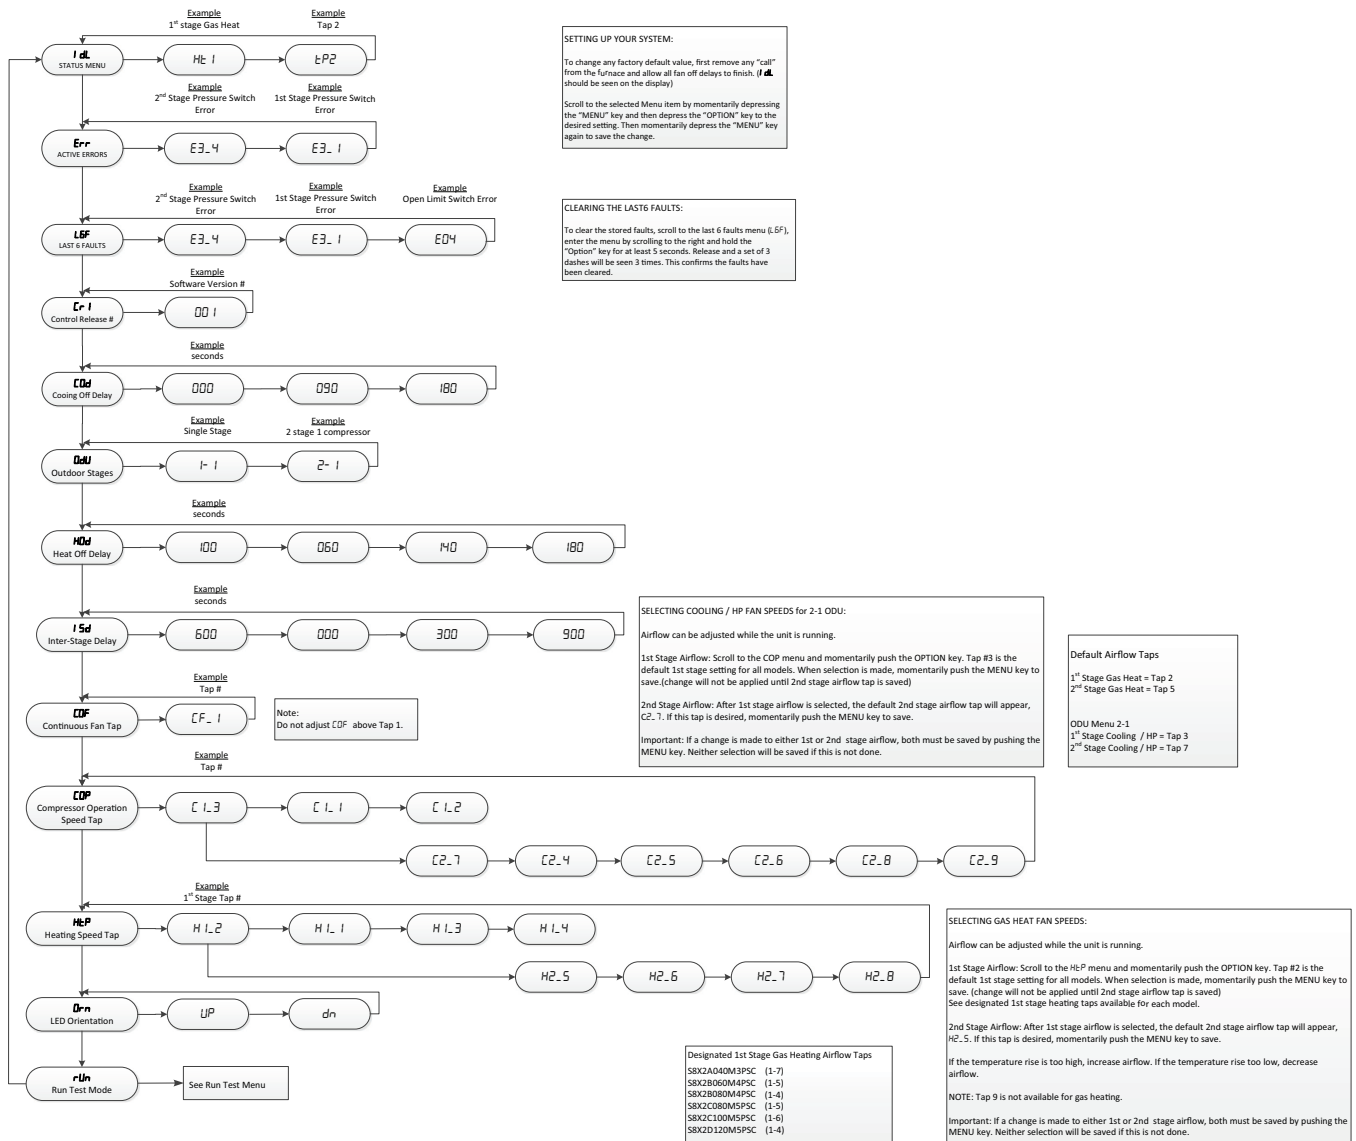 Example
1st stage Gas Heat
Example
Tap 2
IdL
STATUS MENU
Ht 1
tP2
Example
2nd Stage Pressure Switch
Error
Example
1st Stage Pressure Switch
Error
Err
ACTIVE ERRORS
E3_4
E3_1
Example
2nd Stage Pressure Switch
Error
Example
1st Stage Pressure Switch
Error
Example
Open Limit Switch Error
L6F
LAST 6 FAULTS
E3_4
E3_1
E04
Example
Software Version #
Cr1
Control Release #
001
Example
seconds
C0d
Cooing Off Delay
000
090
180
Example
Single Stage
Example
2 stage 1 compressor
OdU
Outdoor Stages
1-1
2-1
Example
seconds
HOd
Heat Off Delay
100
060
140
180
Example
seconds
ISd
Inter-Stage Delay
600
000
300
900
Example
Tap #
COF
Continuous Fan Tap
CF_1
Note:
Do not adjust COF above Tap 1.
Example
Tap #
COP
Compressor Operation
Speed Tap
C1_3
C1_1
C1_2
C2_7
C2_4
C2_5
C2_6
C2_8
C2_9
Example
1st Stage Tap #
HtP
Heating Speed Tap
H1_2
H1_1
H1_3
H1_4
H2_5
H2_6
H2_7
H2_8
Orn
LED Orientation
UP
dn
rUn
Run Test Mode
See Run Test Menu
SETTING UP YOUR SYSTEM:
To change any factory default value, first remove any "call"
from the furnace and allow all fan off delays to finish. (IdL
should be seen on the display)
Scroll to the selected Menu item by momentarily depressing
the "MENU" key and then depress the "OPTION" key to the
desired setting. Then momentarily depress the "MENU" key
again to save the change.
CLEARING THE LAST6 FAULTS:
To clear the stored faults, scroll to the last 6 faults menu (L6F),
enter the menu by scrolling to the right and hold the
"Option" key for at least 5 seconds. Release and a set of 3
dashes will be seen 3 times. This confirms the faults have
been cleared.
SELECTING COOLING / HP FAN SPEEDS for 2-1 ODU:
Airflow can be adjusted while the unit is running.
1st Stage Airflow: Scroll to the COP menu and momentarily push the OPTION key. Tap #3 is the
default 1st stage setting for all models. When selection is made, momentarily push the MENU key to
save.(change will not be applied until 2nd stage airflow tap is saved)
2nd Stage Airflow: After 1st stage airflow is selected, the default 2nd stage airflow tap will appear,
C2_7. If this tap is desired, momentarily push the MENU key to save.
Important: If a change is made to either 1st or 2nd stage airflow, both must be saved by pushing the
MENU key. Neither selection will be saved if this is not done.
Default Airflow Taps
1st Stage Gas Heat = Tap 2
2nd Stage Gas Heat = Tap 5
ODU Menu 2-1
1st Stage Cooling / HP = Tap 3
2nd Stage Cooling / HP = Tap 7
Designated 1st Stage Gas Heating Airflow Taps
S8X2A040M3PSC (1-7)
S8X2B060M4PSC (1-5)
S8X2B080M4PSC (1-4)
S8X2C080M5PSC (1-5)
S8X2C100M5PSC (1-6)
S8X2D120M5PSC (1-4)
SELECTING GAS HEAT FAN SPEEDS:
Airflow can be adjusted while the unit is running.
1st Stage Airflow: Scroll to the HtP menu and momentarily push the OPTION key. Tap #2 is the
default 1st stage setting for all models. When selection is made, momentarily push the MENU key to
save. (change will not be applied until 2nd stage airflow tap is saved)
See designated 1st stage heating taps available for each model.
2nd Stage Airflow: After 1st stage airflow is selected, the default 2nd stage airflow tap will appear,
H2_5. If this tap is desired, momentarily push the MENU key to save.
If the temperature rise is too high, increase airflow. If the temperature rise too low, decrease
airflow.
NOTE: Tap 9 is not available for gas heating.
Important: If a change is made to either 1st or 2nd stage airflow, both must be saved by pushing the
MENU key. Neither selection will be saved if this is not done.